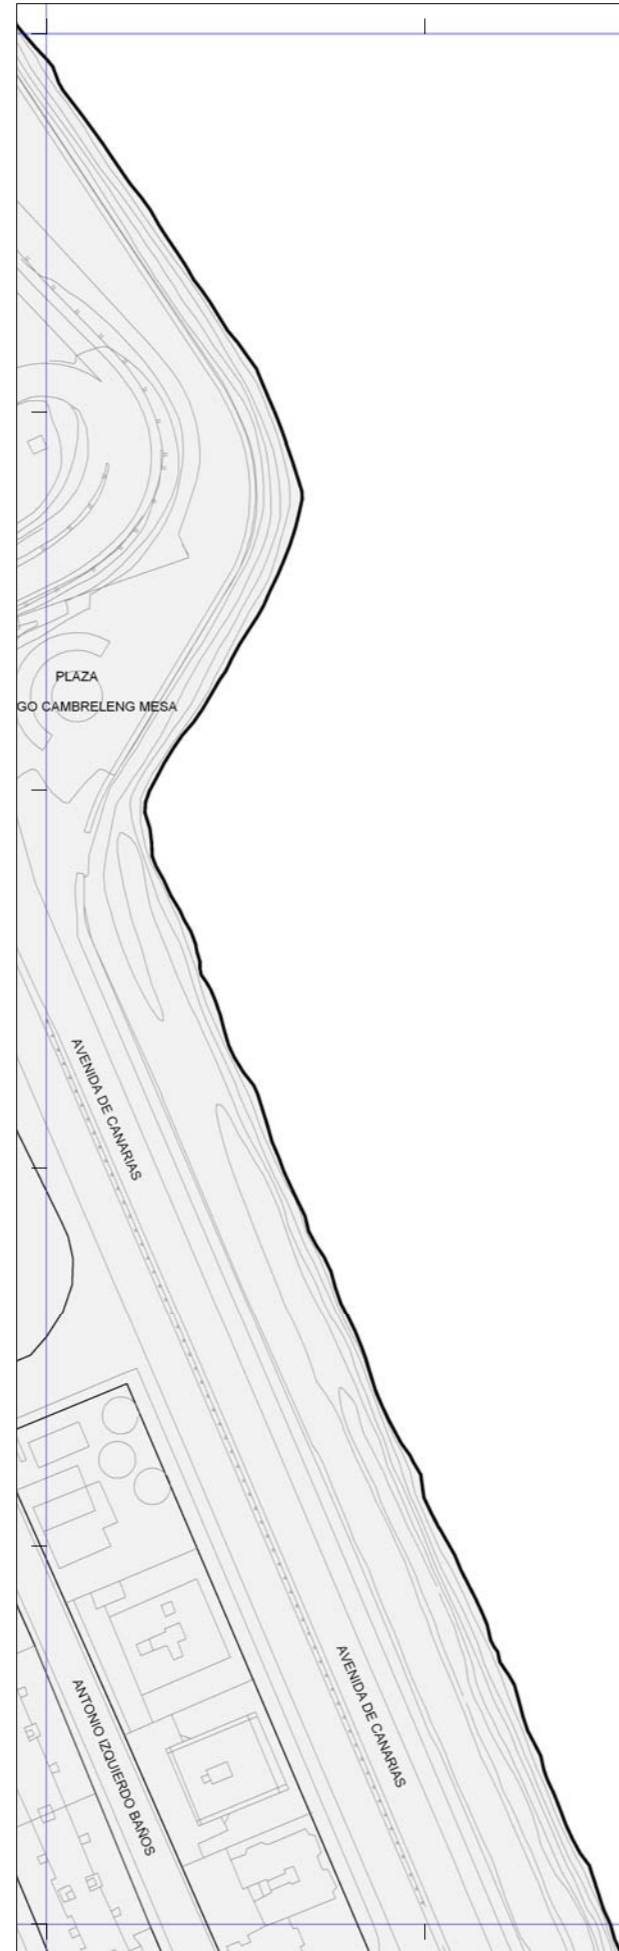 PLAZA
GO CAMBRELENG MESA
AVENIDA DE CANARIAS
AVENIDA DE CANARIAS
ANTONIO IZQUIERDO BAÑOS